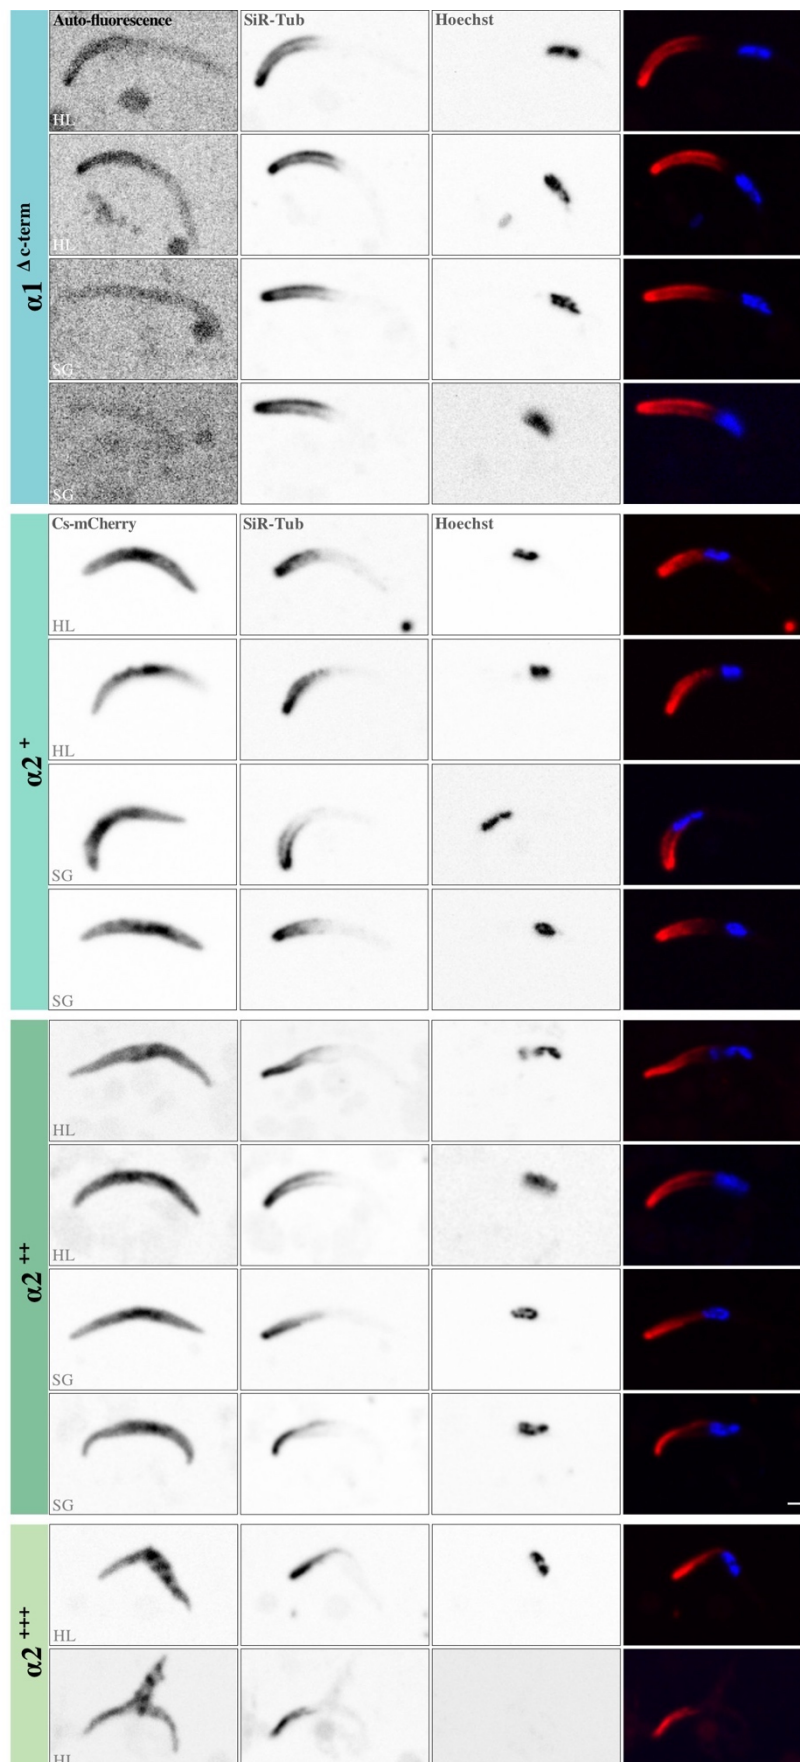 Auto-fluorescence SiR-Tub Hoechst
HL
HL
α1 Δ c-term
SG
SG
Cs-mCherry SiR-Tub Hoechst
HL
HL
α2 +
SG
SG
HL
HL
α2 ++
SG
SG
HL
α2 +++
HL